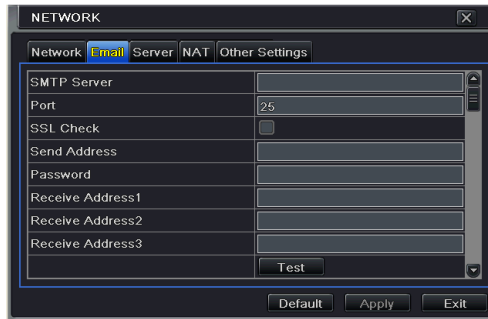 NETWORK
Network Email Server NAT Other Settings
SMTP Server
Port 25
SSL Check
Send Address
Password
Receive Address1
Receive Address2
Receive Address3
Test
Default Apply Exit